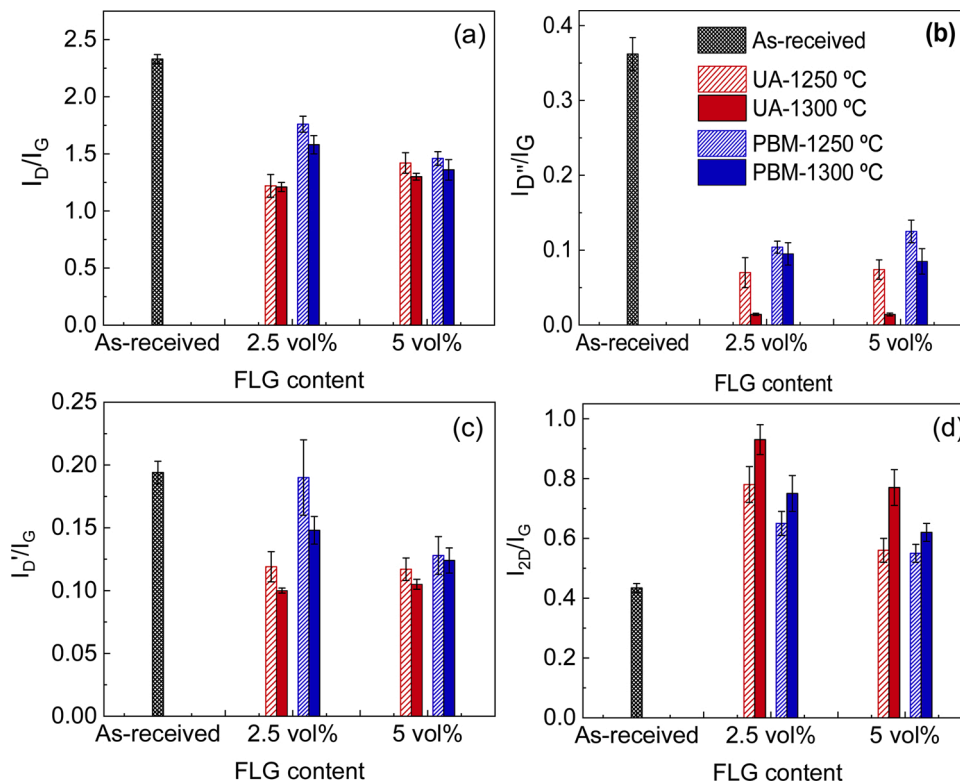 (a)
2.5
2.0
1.5
1.0
0.5
0.0
I_D/I_G
As-received 2.5 vol% 5 vol%
FLG content
(b)
As-received
UA-1250 ºC
UA-1300 ºC
PBM-1250 ºC
PBM-1300 ºC
0.4
0.3
0.2
0.1
0.0
I_D''/I_G
As-received 2.5 vol% 5 vol%
FLG content
(c)
0.25
0.20
0.15
0.10
0.05
0.00
I_D'/I_G
As-received 2.5 vol% 5 vol%
FLG content
(d)
1.0
0.8
0.6
0.4
0.2
0.0
I_2D/I_G
As-received 2.5 vol% 5 vol%
FLG content